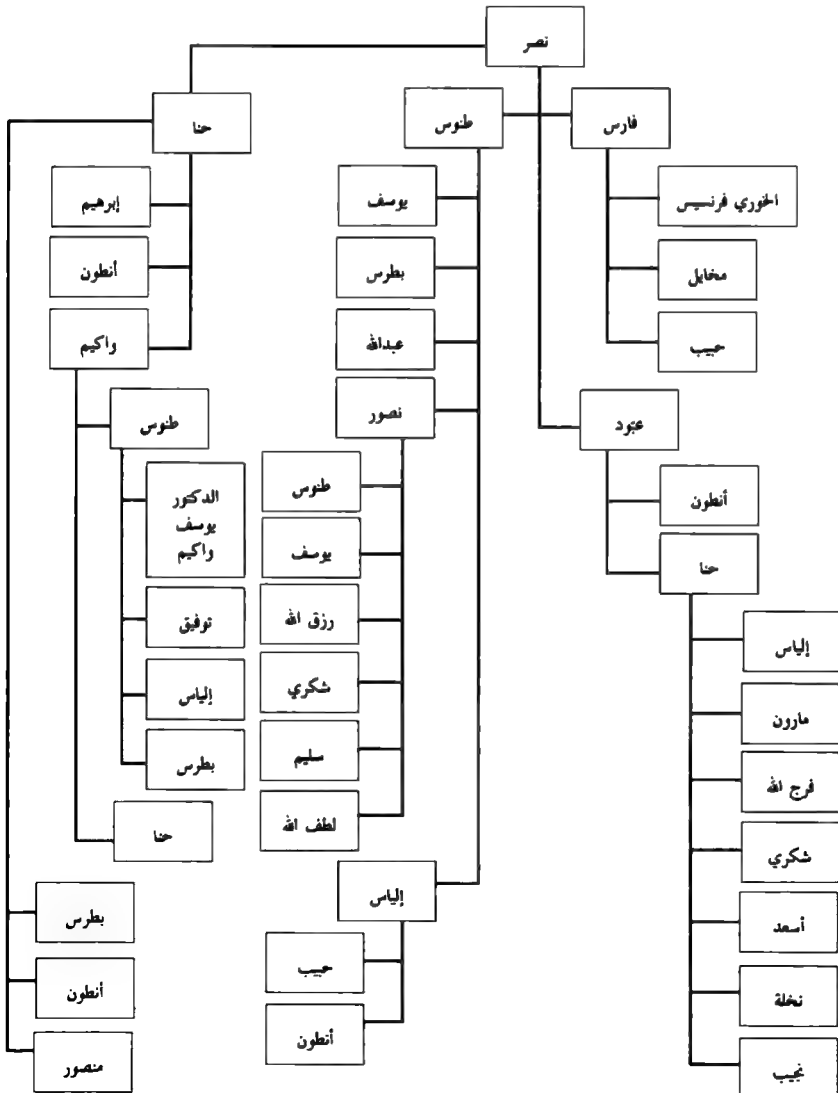 نصر
فارس
طنوس
حنا
الخوري فرنسيس
مخايل
حبيب
عبود
أنطون
حنا
إلياس
مارون
فرج الله
شكري
أسعد
نخلة
نجيب
يوسف
بطرس
عبدالله
نصور
طنوس
يوسف
رزق الله
شكري
سليم
لطف الله
إلياس
حبيب
أنطون
إبرهيم
أنطون
واكيم
طنوس
الدكتور
يوسف
واكيم
توفيق
إلياس
بطرس
حنا
بطرس
أنطون
منصور